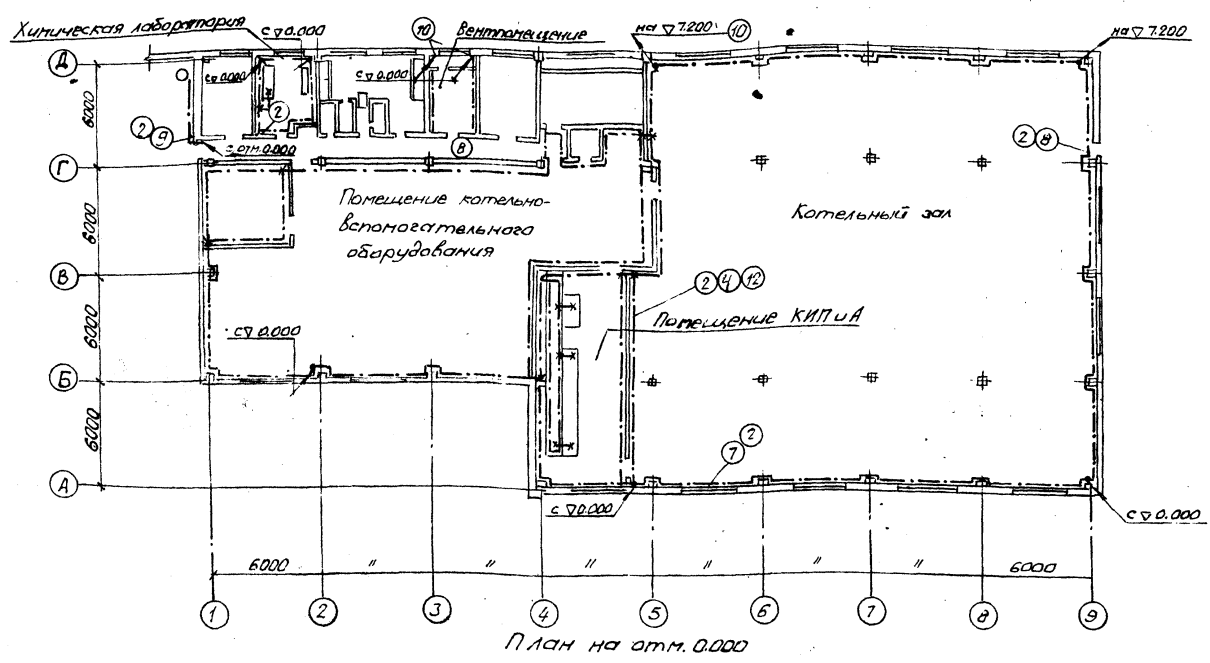 Химическая лаборатория
с ▽ 0.000
10
Вентпомещение
на ▽ 7.200
10
на ▽ 7.200
Д
с ▽ 0.000
с ▽ 0.000
6000
2
2 9
2 8
с отм. 0.000
8
Г
Помещение котельно-
вспомогательного
оборудования
Котельный зал
6000
В
2 4 12
Помещение КИПиА
6000
с ▽ 0.000
Б
6000
2
7
А
с ▽ 0.000
с ▽ 0.000
6000 〃 〃 〃 〃 〃 〃 6000
1 2 3 4 5 6 7 8 9
План на отм. 0.000